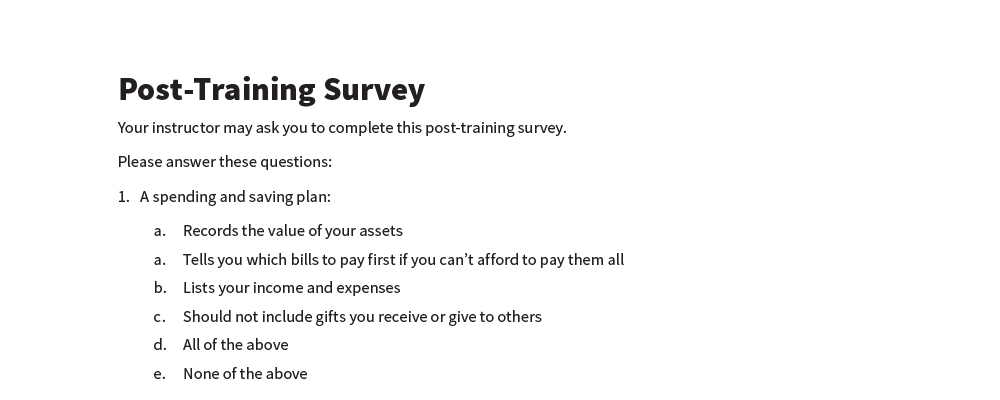 Post-Training Survey
Your instructor may ask you to complete this post-training survey.
Please answer these questions:
1. A spending and saving plan:
a. Records the value of your assets
a. Tells you which bills to pay first if you can’t afford to pay them all
b. Lists your income and expenses
c. Should not include gifts you receive or give to others
d. All of the above
e. None of the above